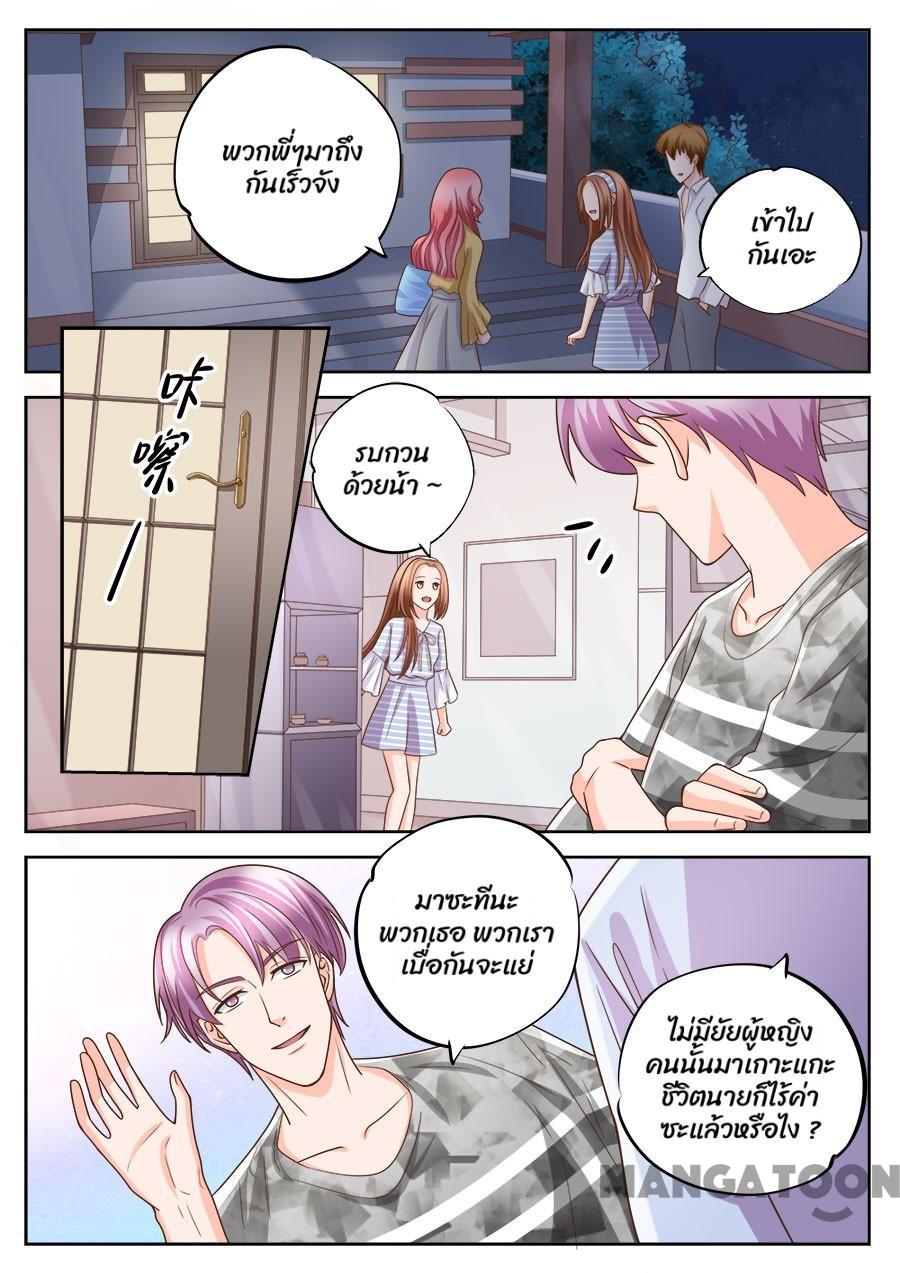 พวกพี่ๆมาถึง
กันเร็วจัง
เข้าไป
กันเอะ
咔
嚓
รบกวน
ด้วยน้า ~
มาซะทีนะ
พวกเธอ พวกเรา
เบื่อกันจะแย่
ไม่มียัยผู้หญิง
คนนั้นมาเกาะแกะ
ชีวิตนายก็ไร้ค่า
ซะแล้วหรือไง ?
MANGATOON